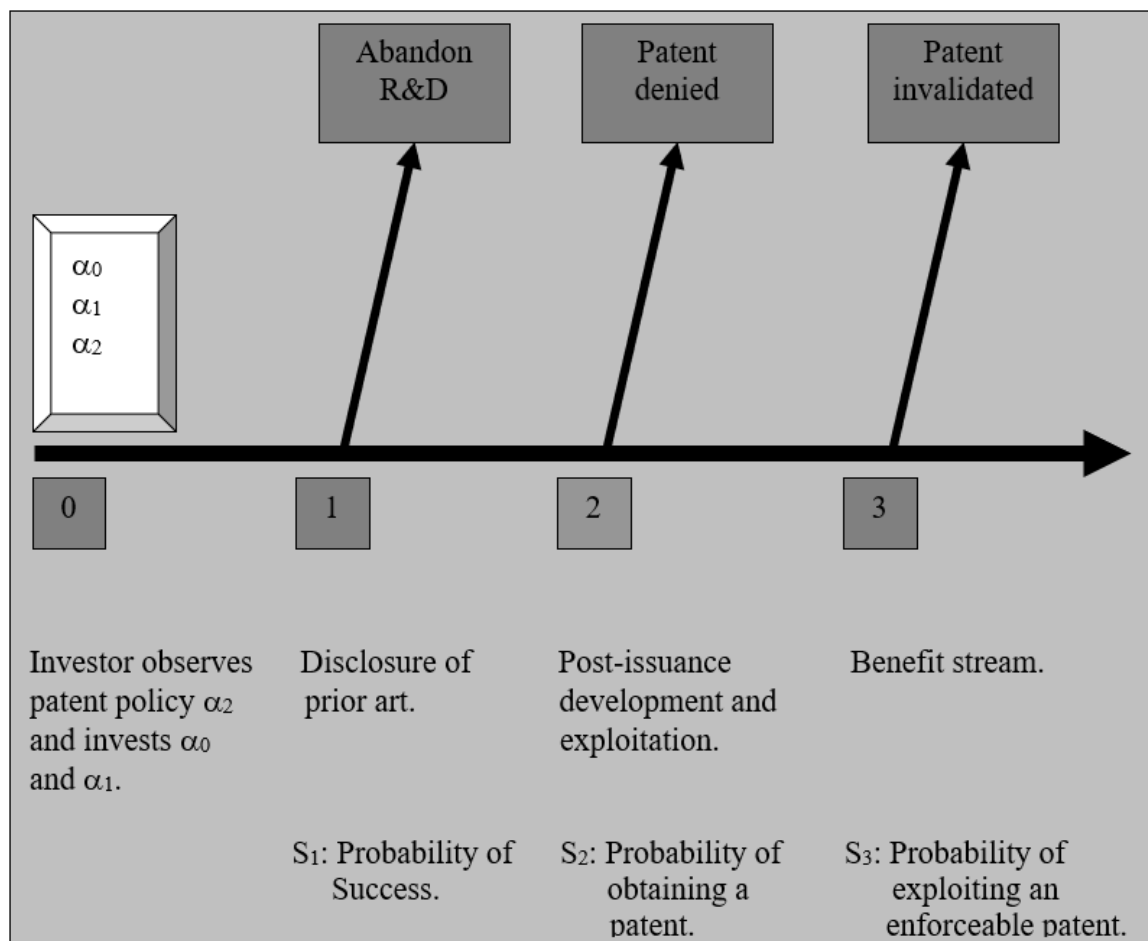 Abandon
R&D
Patent
denied
Patent
invalidated
α₀
α₁
α₂
0
1
2
3
Investor observes
patent policy α₂
and invests α₀
and α₁.
Disclosure of
prior art.
Post-issuance
development and
exploitation.
Benefit stream.
S₁: Probability of
Success.
S₂: Probability of
obtaining a
patent.
S₃: Probability of
exploiting an
enforceable patent.